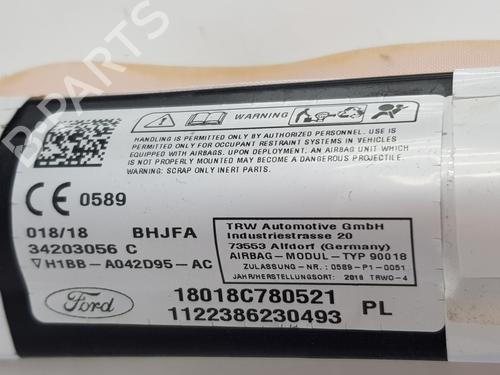 B-PARTS
WARNING
HANDLING IS PERMITTED ONLY BY AUTHORIZED PERSONNEL. USE IS
PERMITTED ONLY FOR OCCUPANT RESTRAINT SYSTEMS IN VEHICLES
EQUIPPED WITH AIRBAGS. UPON DEPLOYMENT, AN AIRBAG UNIT THAT
IS NOT PROPERLY MOUNTED MAY BECOME A DANGEROUS PROJECTILE.
WARNING: SCRAP ONLY INERT PARTS.
CE 0589
018/18 BHJFA
34203056 C
H1BB-A042D95-AC
TRW Automotive GmbH
Industriestrasse 20
73553 Alfdorf (Germany)
AIRBAG-MODUL-TYP 90018
ZULASSUNG-NR.: 0589-P1-0051
JAHR/HERSTELLUNGSORT: 2018 TRWO-4
Ford
18018C780521
1122386230493
PL